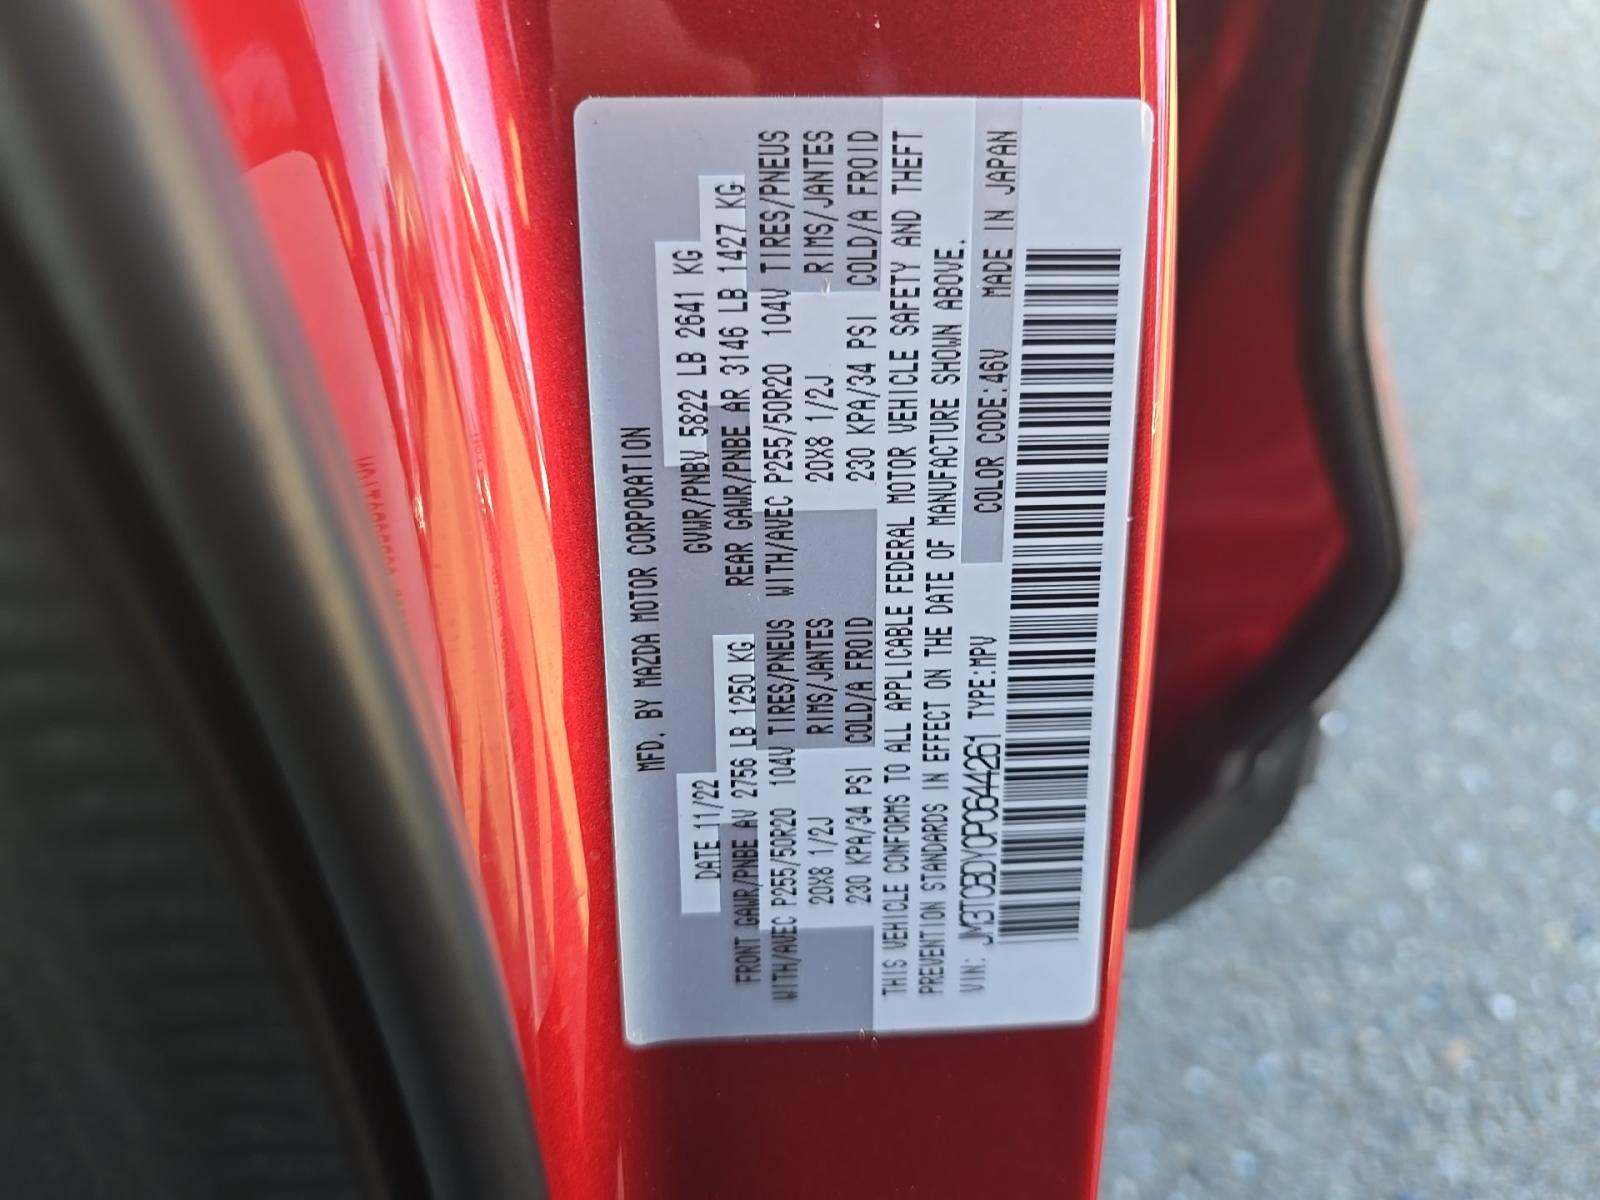 MFD. BY MAZDA MOTOR CORPORATION
DATE 11/22 GVWR/PNBV 5822 LB 2641 KG
FRONT GAWR/PNBE AV 2756 LB 1250 KG REAR GAWR/PNBE AR 3146 LB 1427 KG
WITH/AVEC P255/50R20 104V TIRES/PNEUS WITH/AVEC P255/50R20 104V TIRES/PNEUS
20X8 1/2J RIMS/JANTES 20X8 1/2J RIMS/JANTES
230 KPA/34 PSI COLD/A FROID 230 KPA/34 PSI COLD/A FROID
THIS VEHICLE CONFORMS TO ALL APPLICABLE FEDERAL MOTOR VEHICLE SAFETY AND THEFT
PREVENTION STANDARDS IN EFFECT ON THE DATE OF MANUFACTURE SHOWN ABOVE.
VIN: JM3TCBDY0P0644261 TYPE:MPV COLOR CODE:46V MADE IN JAPAN